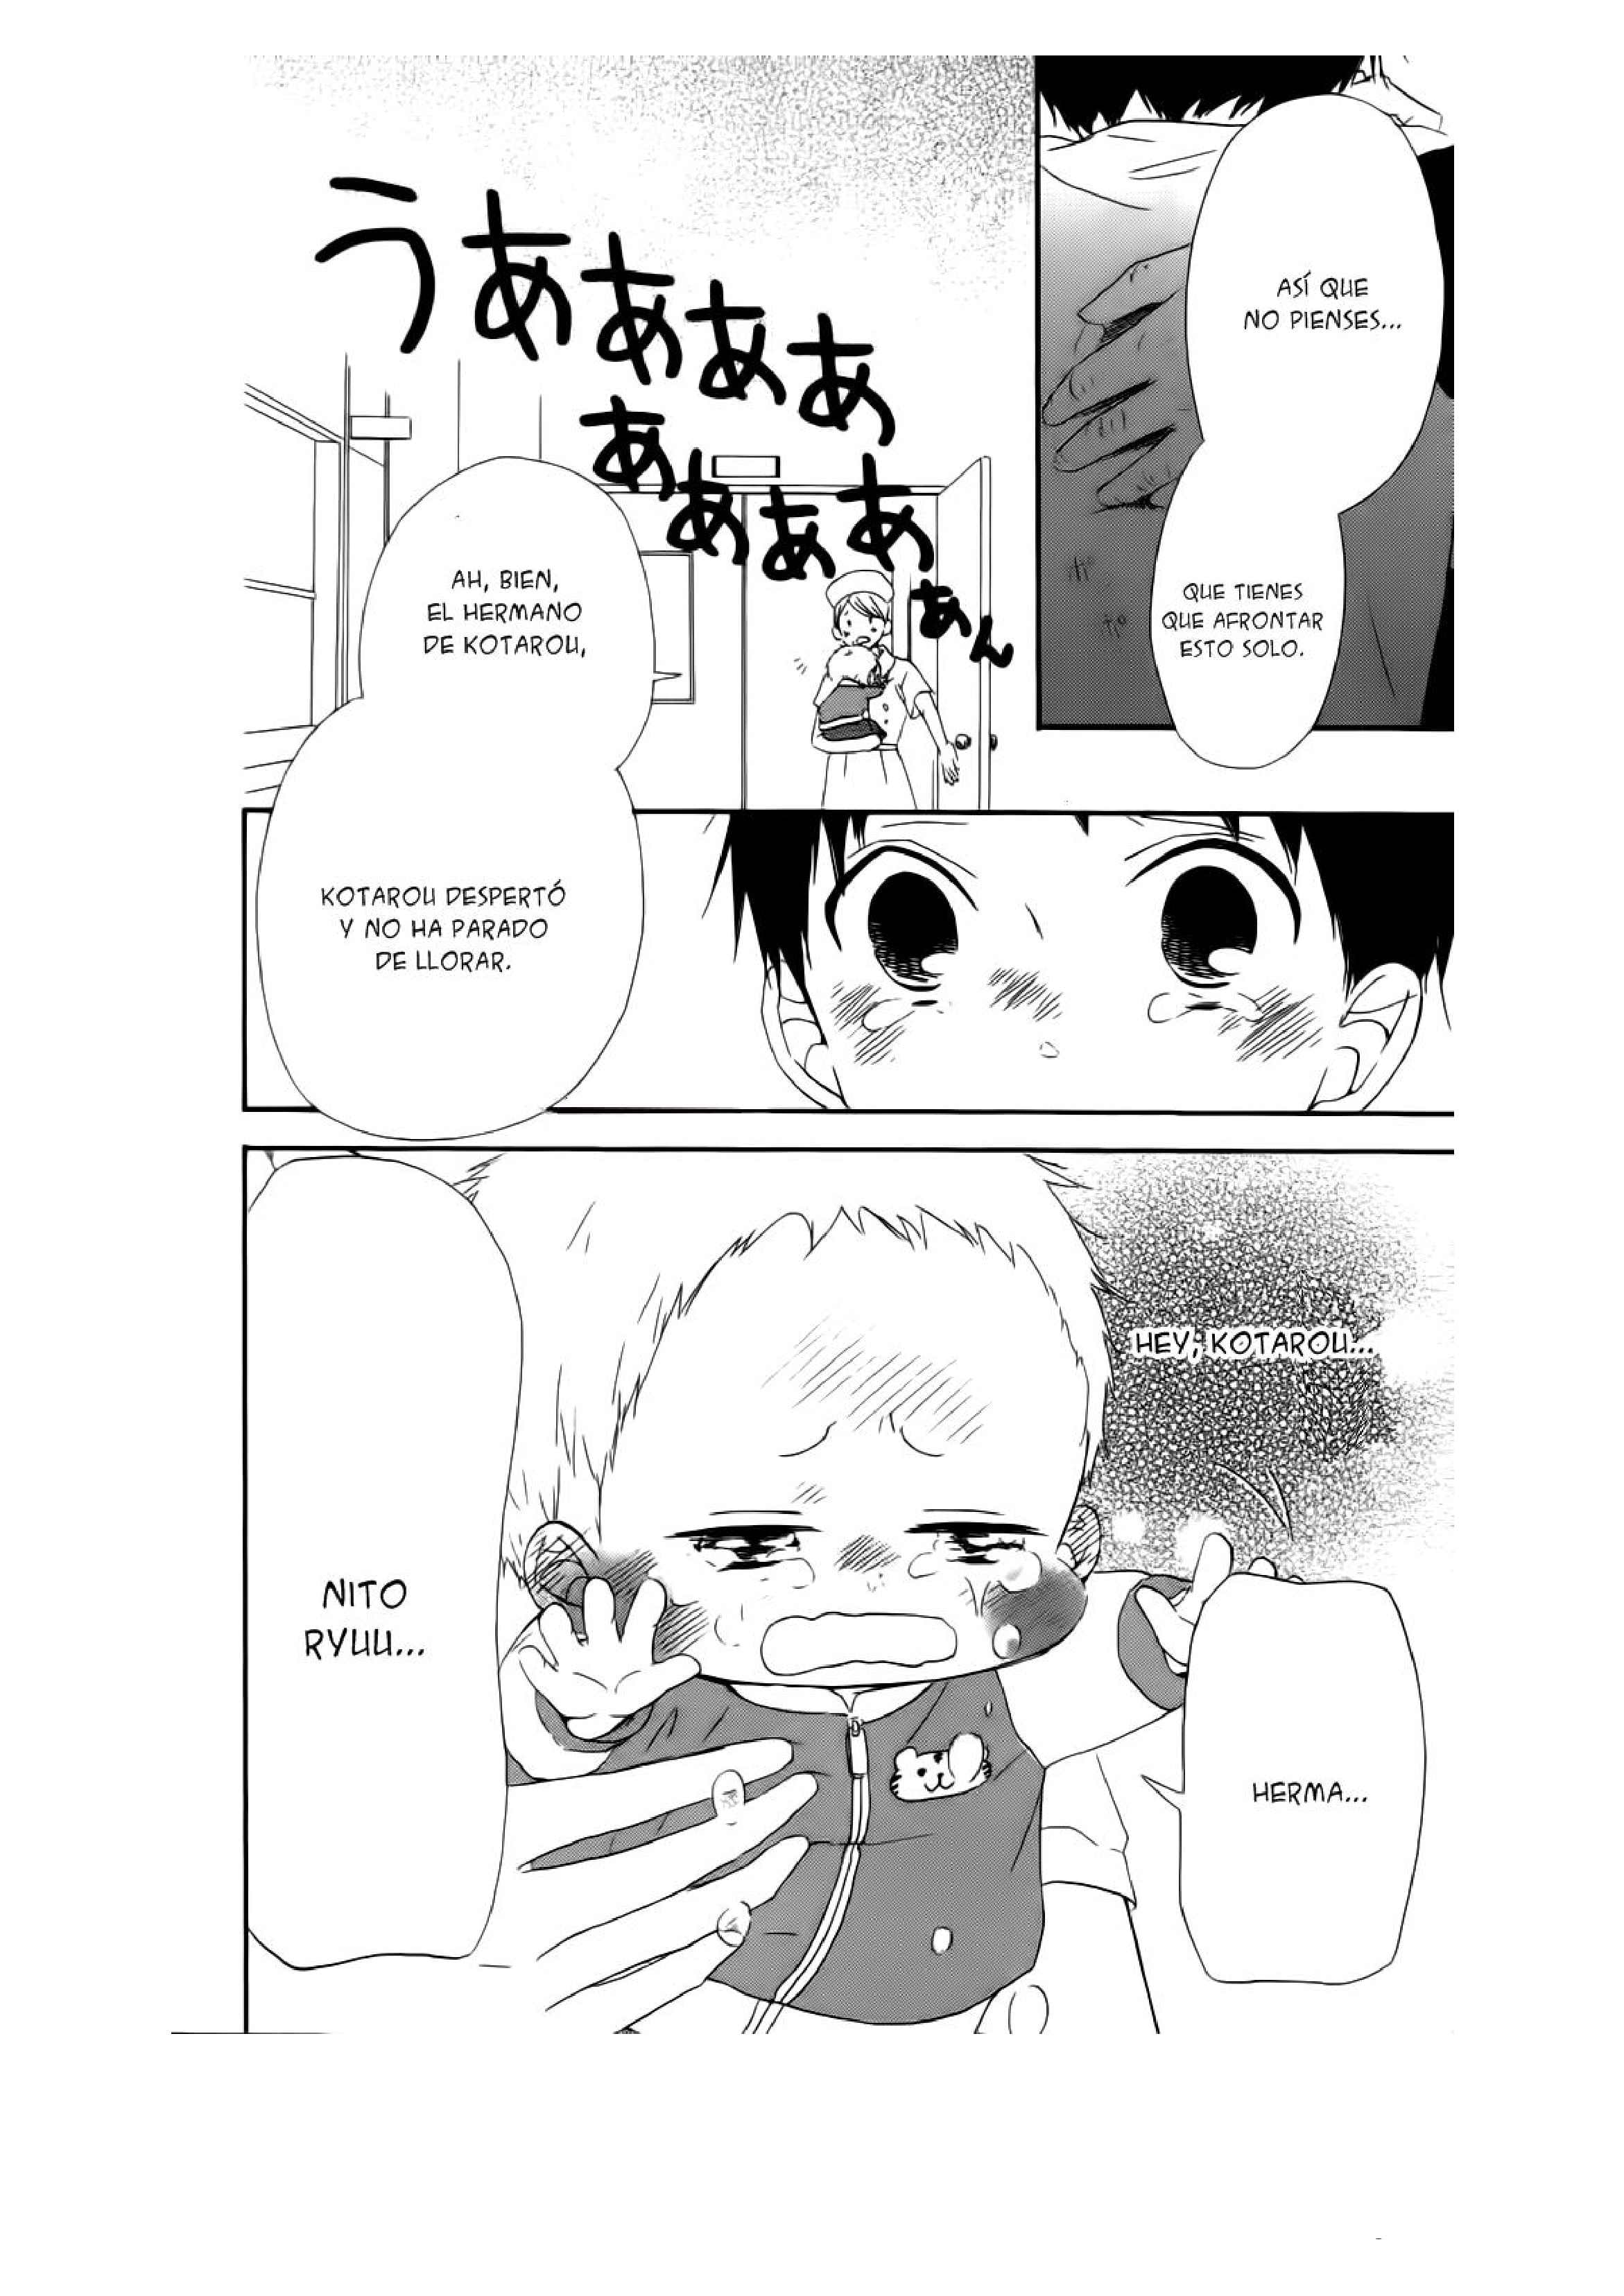 ASÍ QUE
NO PIENSES...
QUE TIENES
QUE AFRONTAR
ESTO SOLO.
うああああ
ああああ
あん
AH, BIEN,
EL HERMANO
DE KOTAROU,
KOTAROU DESPERTÓ
Y NO HA PARADO
DE LLORAR.
HEY, KOTAROU...
HERMA...
NITO
RYUU...